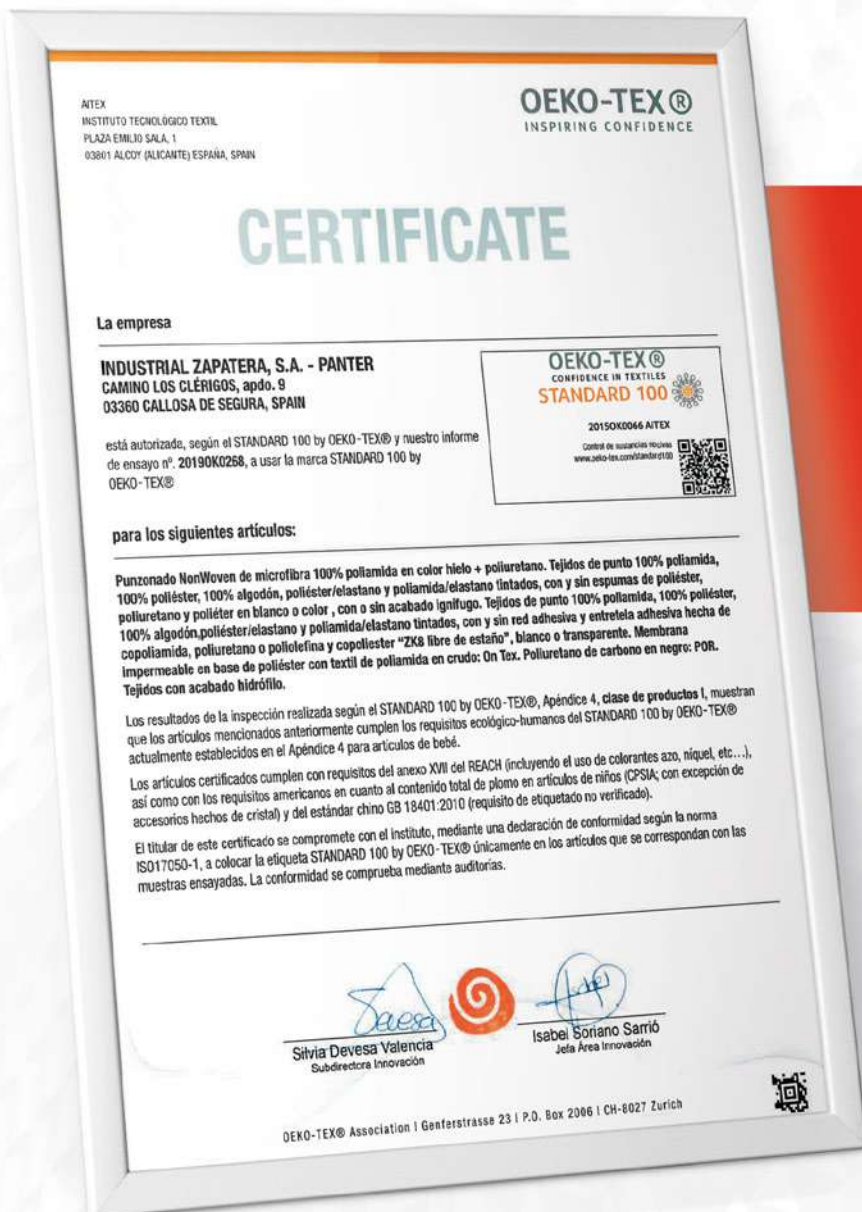 AITEX
INSTITUTO TECNOLÓGICO TEXTIL
PLAZA EMILIO SALA, 1
03801 ALCOY (ALICANTE) ESPAÑA, SPAIN
OEKO-TEX®
INSPIRING CONFIDENCE
CERTIFICATE
La empresa
INDUSTRIAL ZAPATERA, S.A. - PANTER
CAMINO LOS CLÉRIGOS, apdo. 9
03360 CALLOSA DE SEGURA, SPAIN
está autorizada, según el STANDARD 100 by OEKO-TEX® y nuestro informe
de ensayo nº. 2019OK0268, a usar la marca STANDARD 100 by
OEKO-TEX®
OEKO-TEX®
CONFIDENCE IN TEXTILES
STANDARD 100
2015OK0066 AITEX
Control de sustancias nocivas
www.oeko-tex.com/standard100
para los siguientes artículos:
Punzonado NonWoven de microfibra 100% poliamida en color hielo + poliuretano. Tejidos de punto 100% poliamida,
100% poliéster, 100% algodón, poliéster/elastano y poliamida/elastano tintados, con y sin espumas de poliéster,
poliuretano y poliéter en blanco o color , con o sin acabado ignífugo. Tejidos de punto 100% poliamida, 100% poliéster,
100% algodón,poliéster/elastano y poliamida/elastano tintados, con y sin red adhesiva y entretela adhesiva hecha de
copoliamida, poliuretano o poliolefina y copoliester “ZK8 libre de estaño”, blanco o transparente. Membrana
impermeable en base de poliéster con textil de poliamida en crudo: On Tex. Poliuretano de carbono en negro: POR.
Tejidos con acabado hidrófilo.
Los resultados de la inspección realizada según el STANDARD 100 by OEKO-TEX®, Apéndice 4, clase de productos I, muestran
que los artículos mencionados anteriormente cumplen los requisitos ecológico-humanos del STANDARD 100 by OEKO-TEX®
actualmente establecidos en el Apéndice 4 para artículos de bebé.
Los artículos certificados cumplen con requisitos del anexo XVII del REACH (incluyendo el uso de colorantes azo, níquel, etc…),
así como con los requisitos americanos en cuanto al contenido total de plomo en artículos de niños (CPSIA; con excepción de
accesorios hechos de cristal) y del estándar chino GB 18401:2010 (requisito de etiquetado no verificado).
El titular de este certificado se compromete con el instituto, mediante una declaración de conformidad según la norma
ISO17050-1, a colocar la etiqueta STANDARD 100 by OEKO-TEX® únicamente en los artículos que se correspondan con las
muestras ensayadas. La conformidad se comprueba mediante auditorías.
Devesa
Isabel
Silvia Devesa Valencia
Subdirectora Innovación
Isabel Soriano Sarrió
Jefa Área Innovación
OEKO-TEX® Association | Genferstrasse 23 | P.O. Box 2006 | CH-8027 Zurich